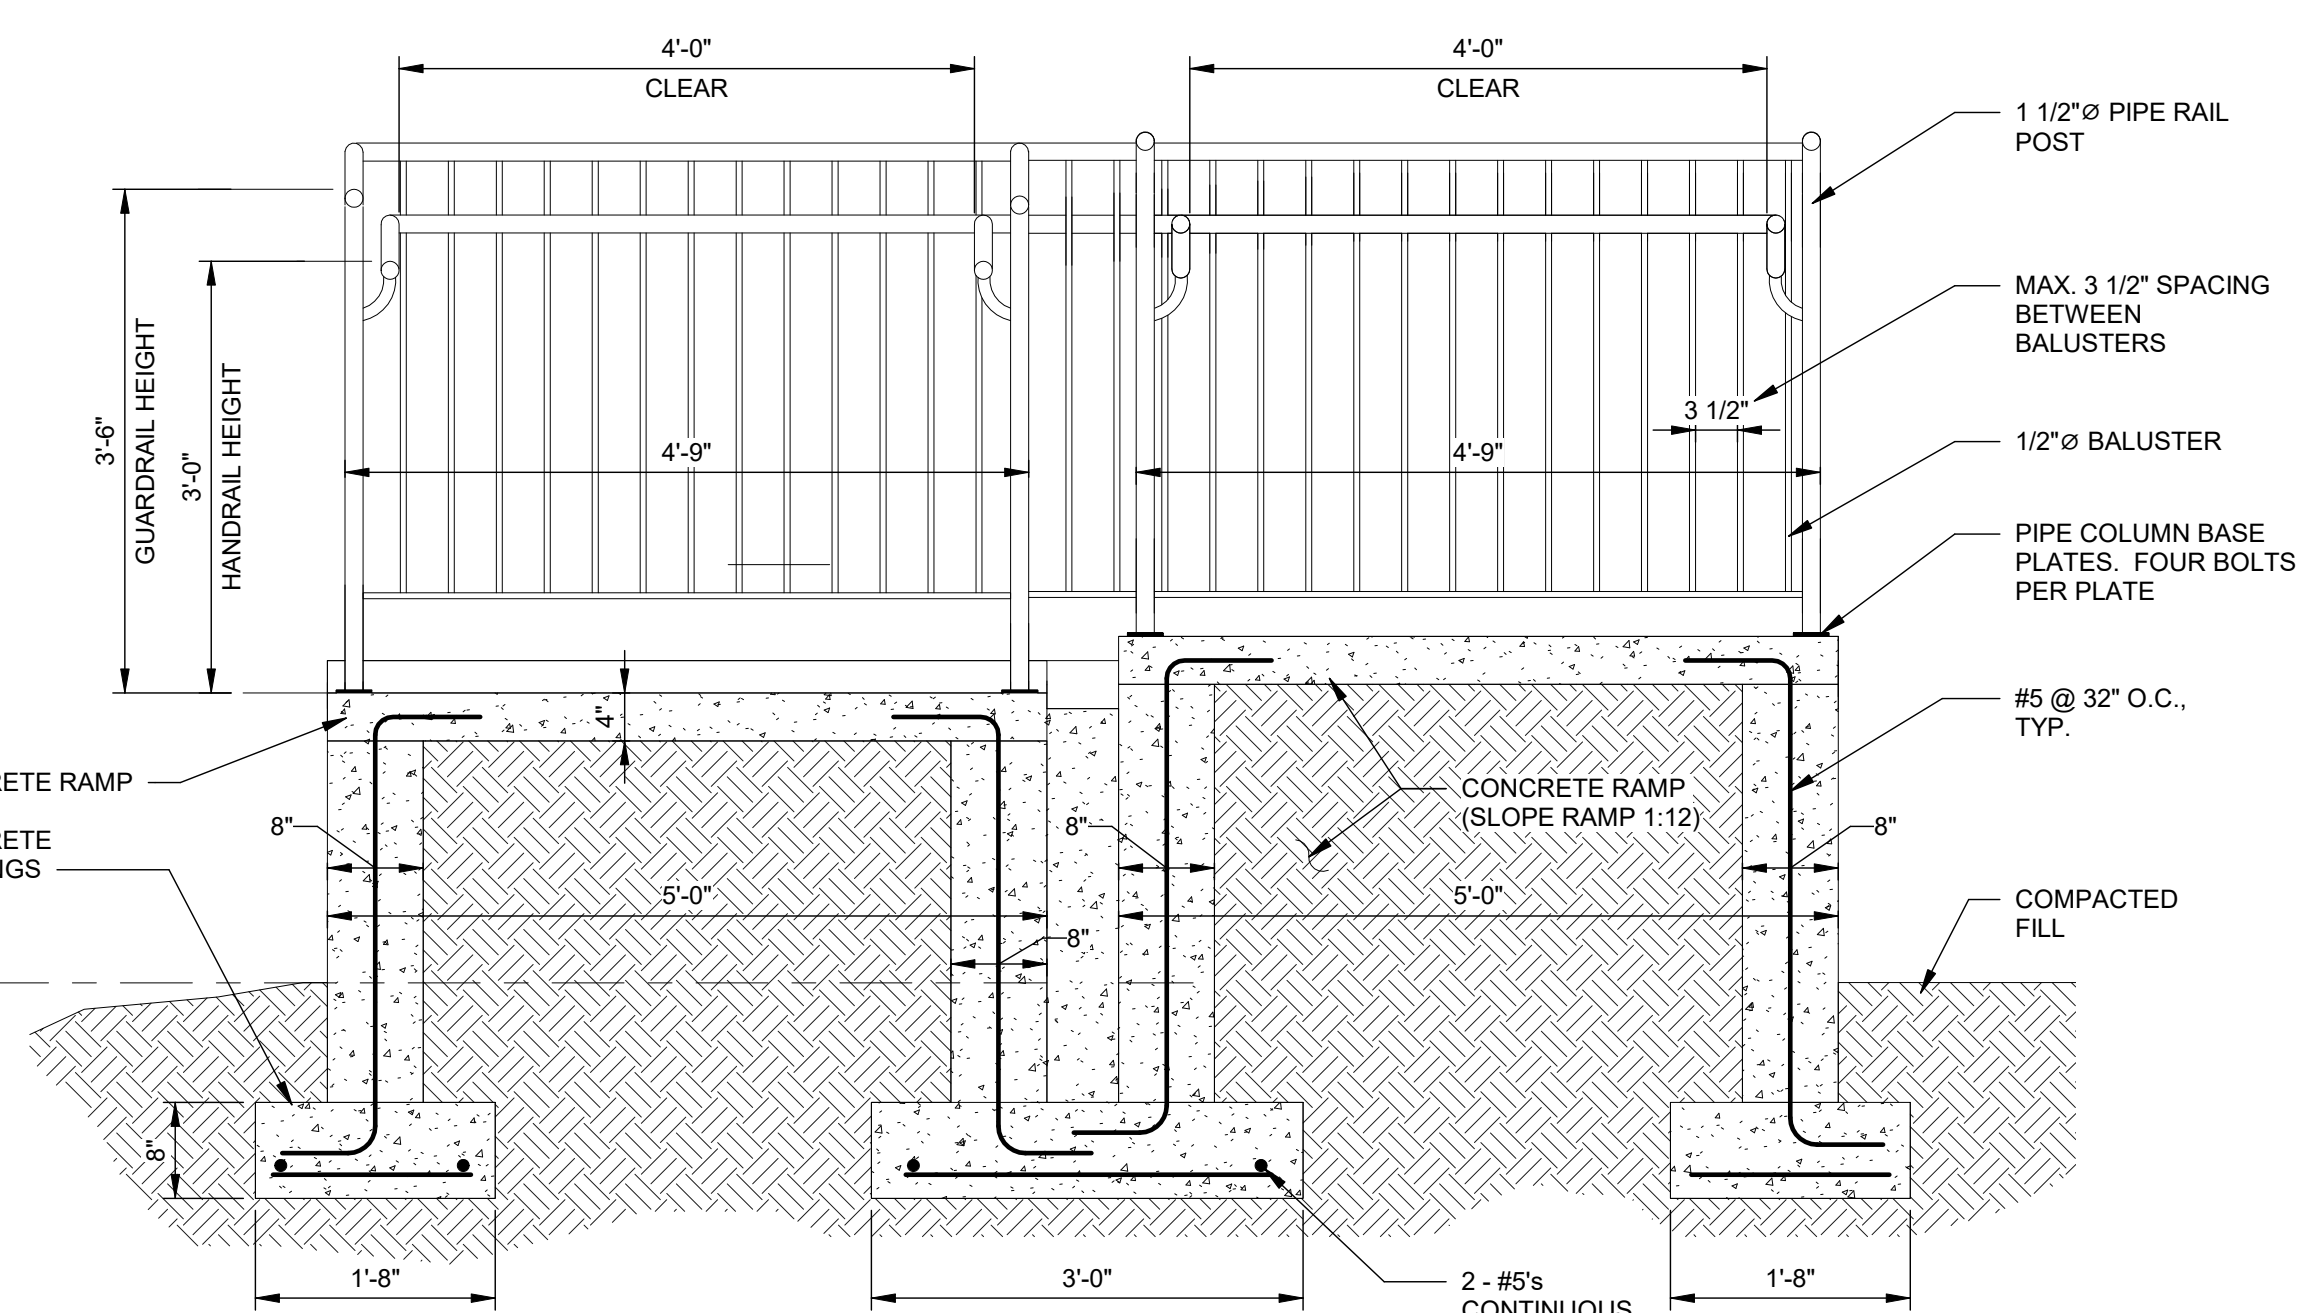 4'-0"
CLEAR
4'-0"
CLEAR
1 1/2"⌀ PIPE RAIL
POST
MAX. 3 1/2" SPACING
BETWEEN
BALUSTERS
3 1/2"
1/2"⌀ BALUSTER
3'-6"
GUARDRAIL HEIGHT
3'-0"
HANDRAIL HEIGHT
4'-9"
4'-9"
PIPE COLUMN BASE
PLATES. FOUR BOLTS
PER PLATE
4"
#5 @ 32" O.C.,
TYP.
RETE RAMP
CONCRETE RAMP
(SLOPE RAMP 1:12)
RETE
NGS
8"
8"
8"
5'-0"
5'-0"
8"
COMPACTED
FILL
8"
1'-8"
3'-0"
1'-8"
2 - #5's
CONTINUOUS